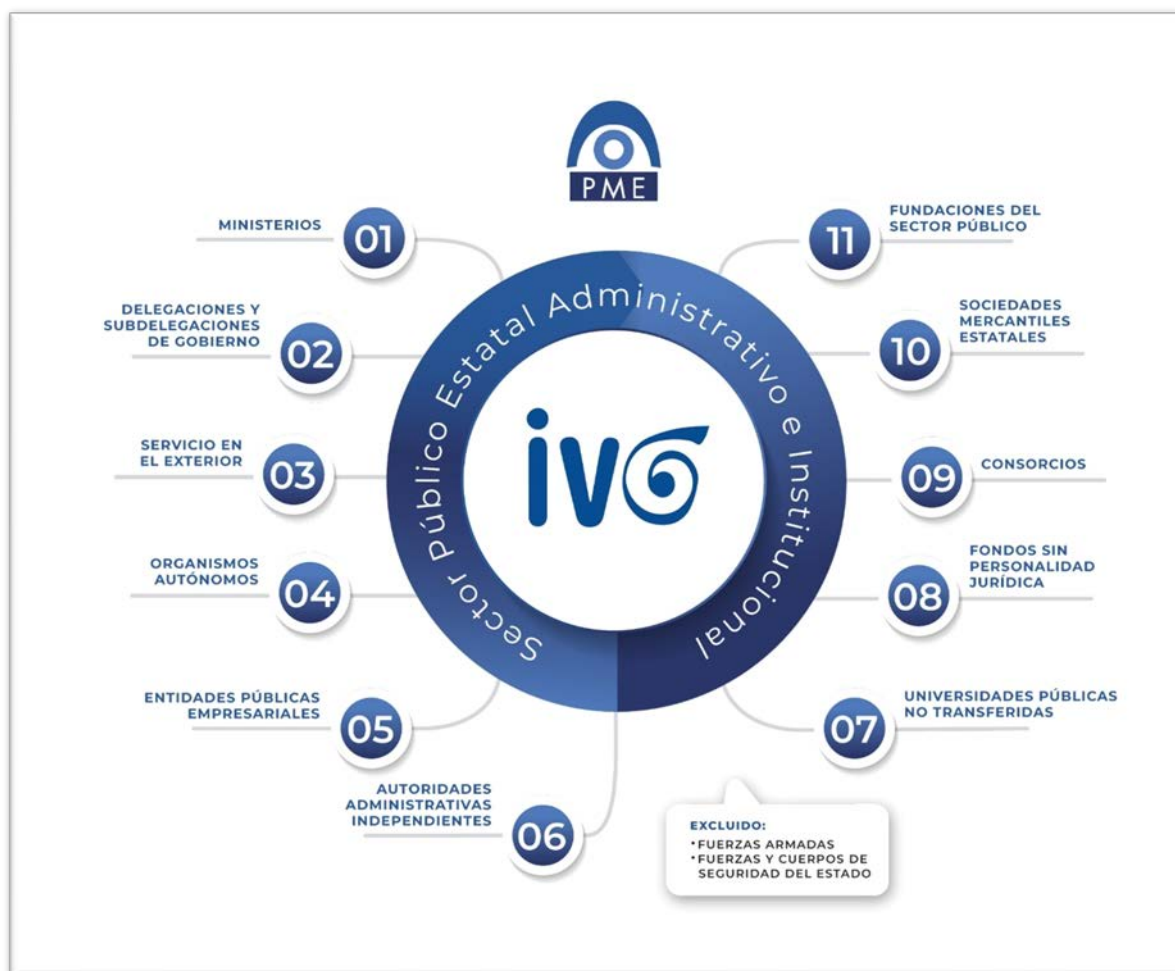 PME
MINISTERIOS
01
DELEGACIONES Y
SUBDELEGACIONES
DE GOBIERNO
02
SERVICIO EN
EL EXTERIOR
03
ORGANISMOS
AUTÓNOMOS
04
ENTIDADES PÚBLICAS
EMPRESARIALES
05
AUTORIDADES
ADMINISTRATIVAS
INDEPENDIENTES
06
Sector Público Estatal Administrativo e Institucional
ivo
11
FUNDACIONES DEL
SECTOR PÚBLICO
10
SOCIEDADES
MERCANTILES
ESTATALES
09
CONSORCIOS
08
FONDOS SIN
PERSONALIDAD
JURÍDICA
07
UNIVERSIDADES PÚBLICAS
NO TRANSFERIDAS
EXCLUIDO:
• FUERZAS ARMADAS
• FUERZAS Y CUERPOS DE
SEGURIDAD DEL ESTADO